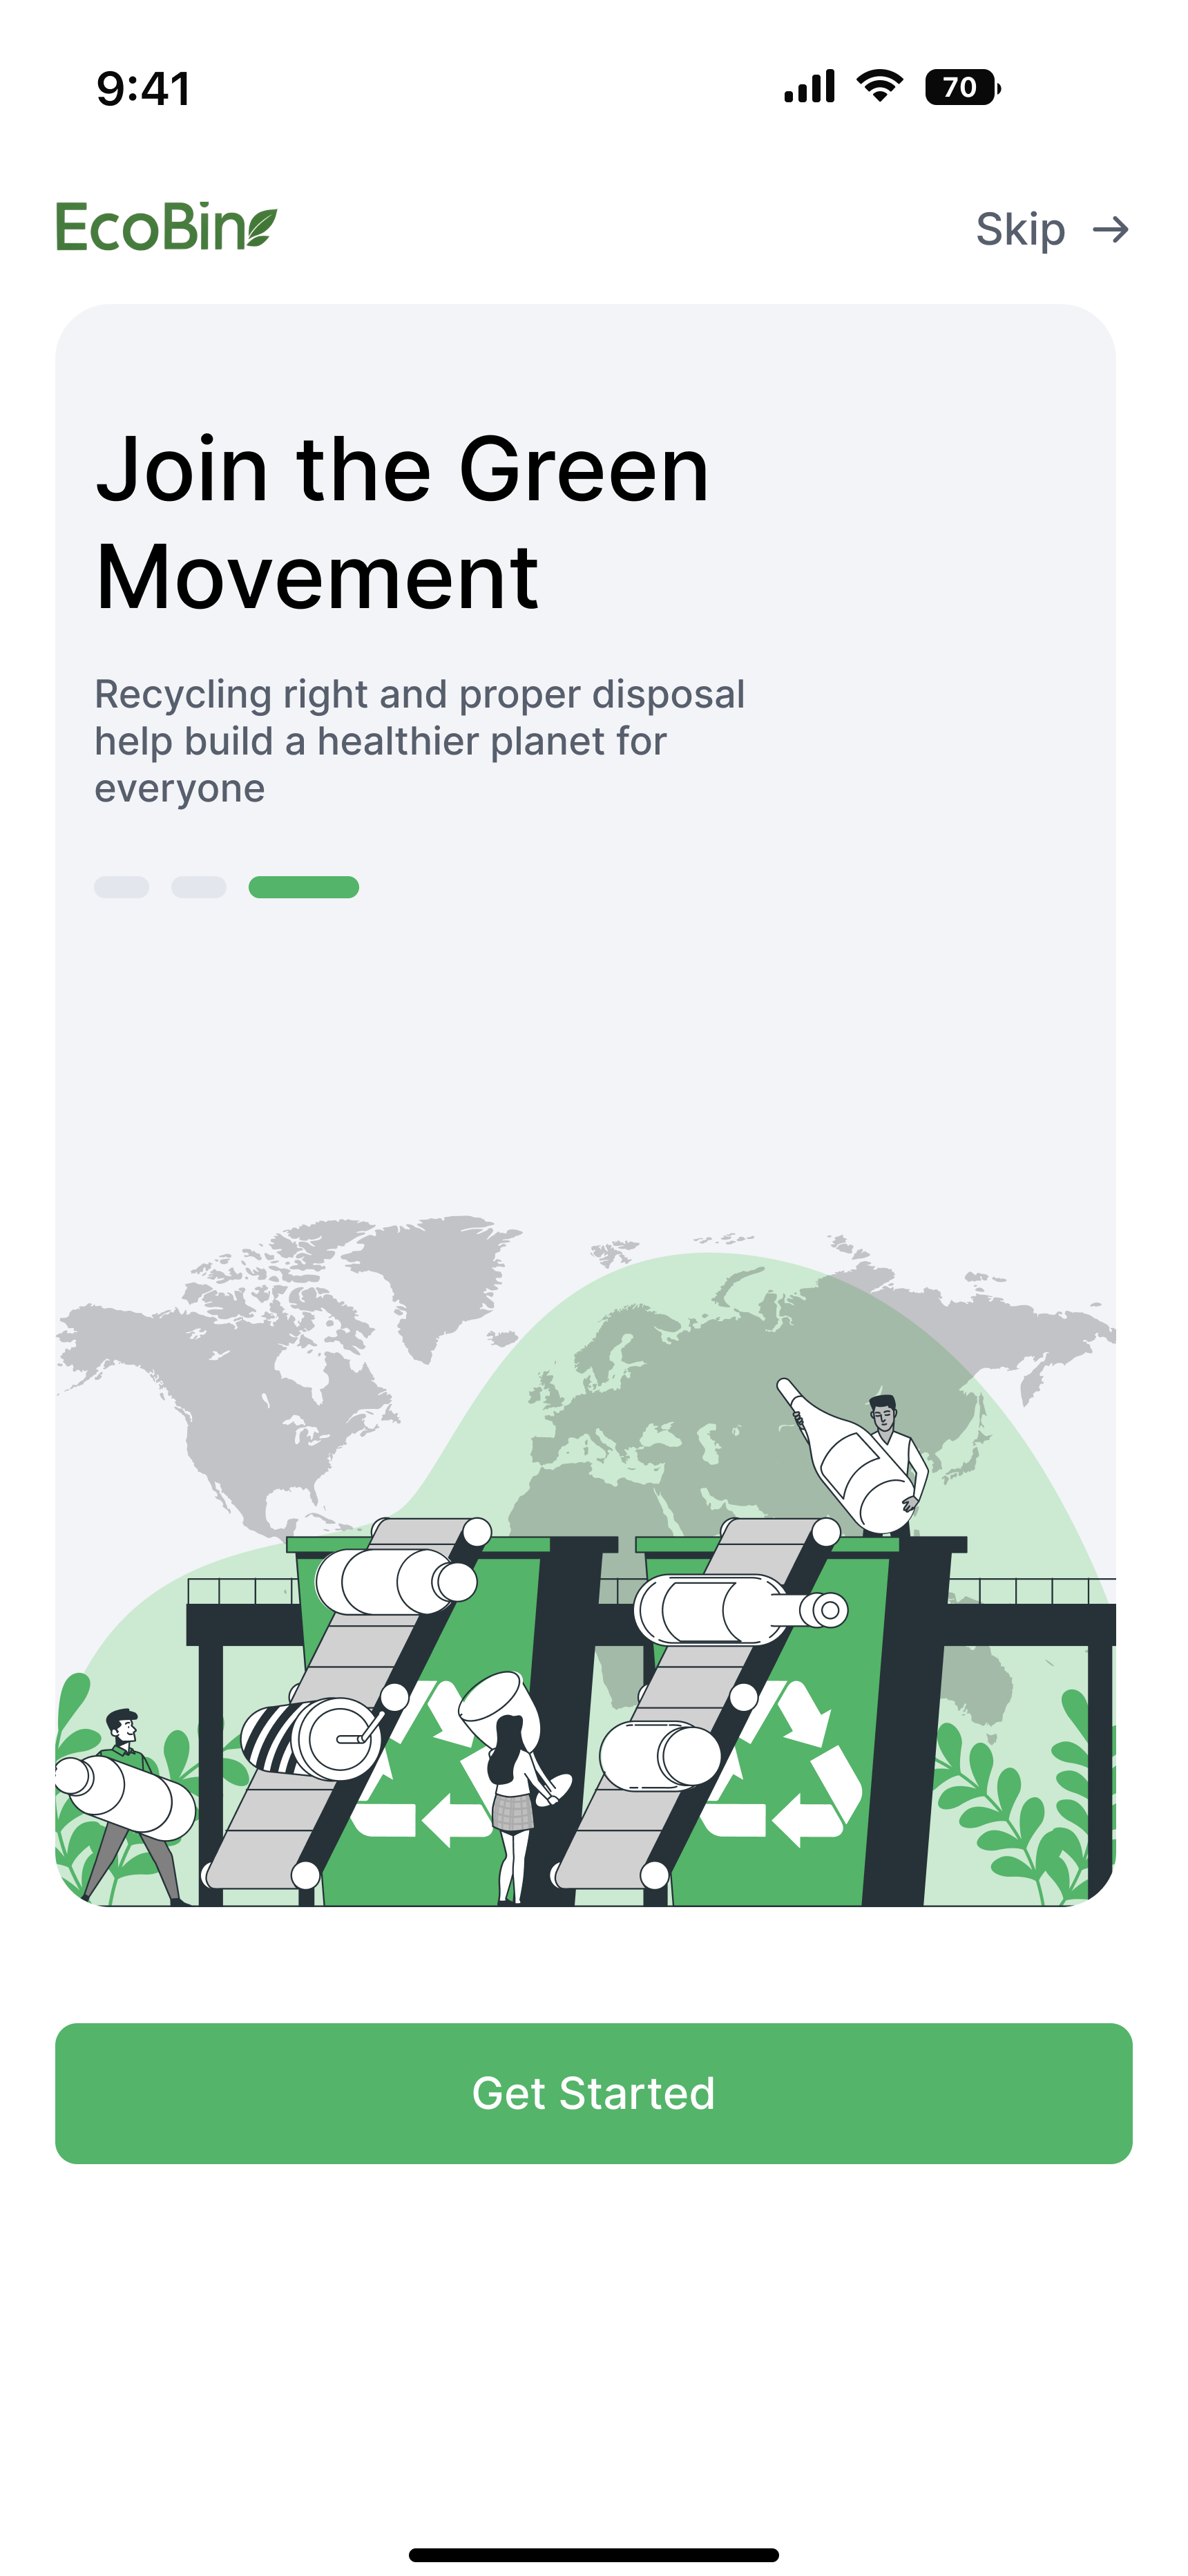 9:41
70
EcoBin
Skip
Join the Green
Movement
Recycling right and proper disposal
help build a healthier planet for
everyone
Get Started